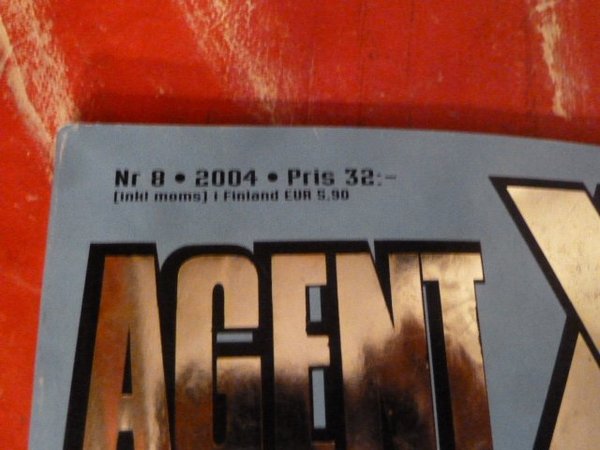 Nr 8 • 2004 • Pris 32:-
[inkl moms] i Finland EUR 5.90
AGENT X